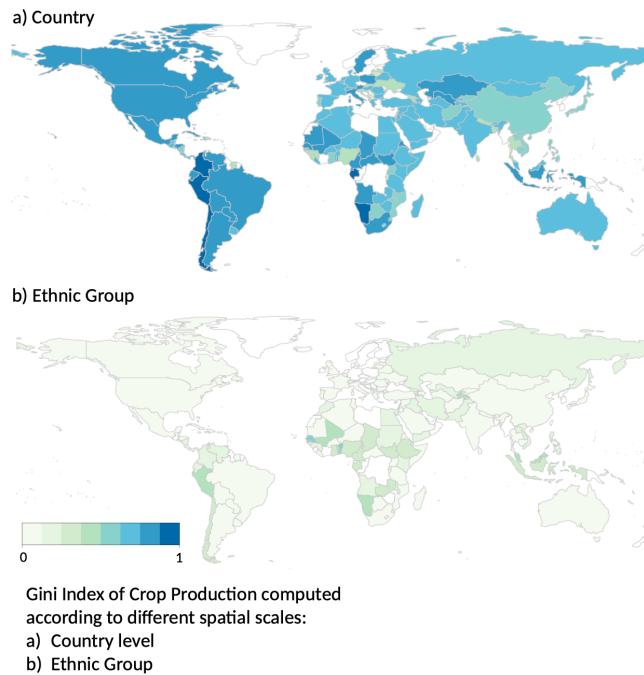 a) Country
b) Ethnic Group
0 1
Gini Index of Crop Production computed
according to different spatial scales:
a) Country level
b) Ethnic Group